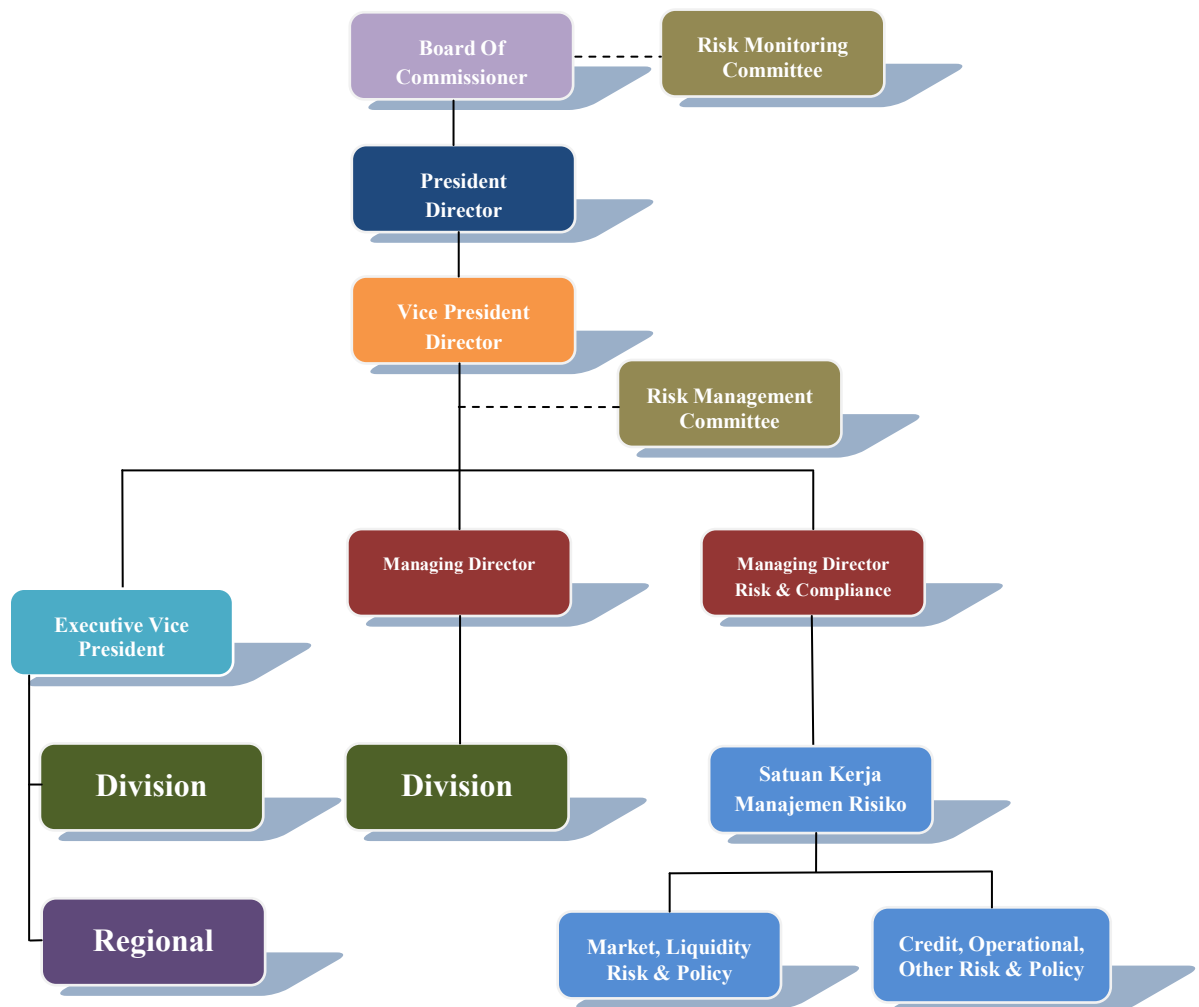 Board Of
Commissioner
Risk Monitoring
Committee
President
Director
Vice President
Director
Risk Management
Committee
Managing Director
Managing Director
Risk & Compliance
Executive Vice
President
Division
Division
Satuan Kerja
Manajemen Risiko
Regional
Market, Liquidity
Risk & Policy
Credit, Operational,
Other Risk & Policy